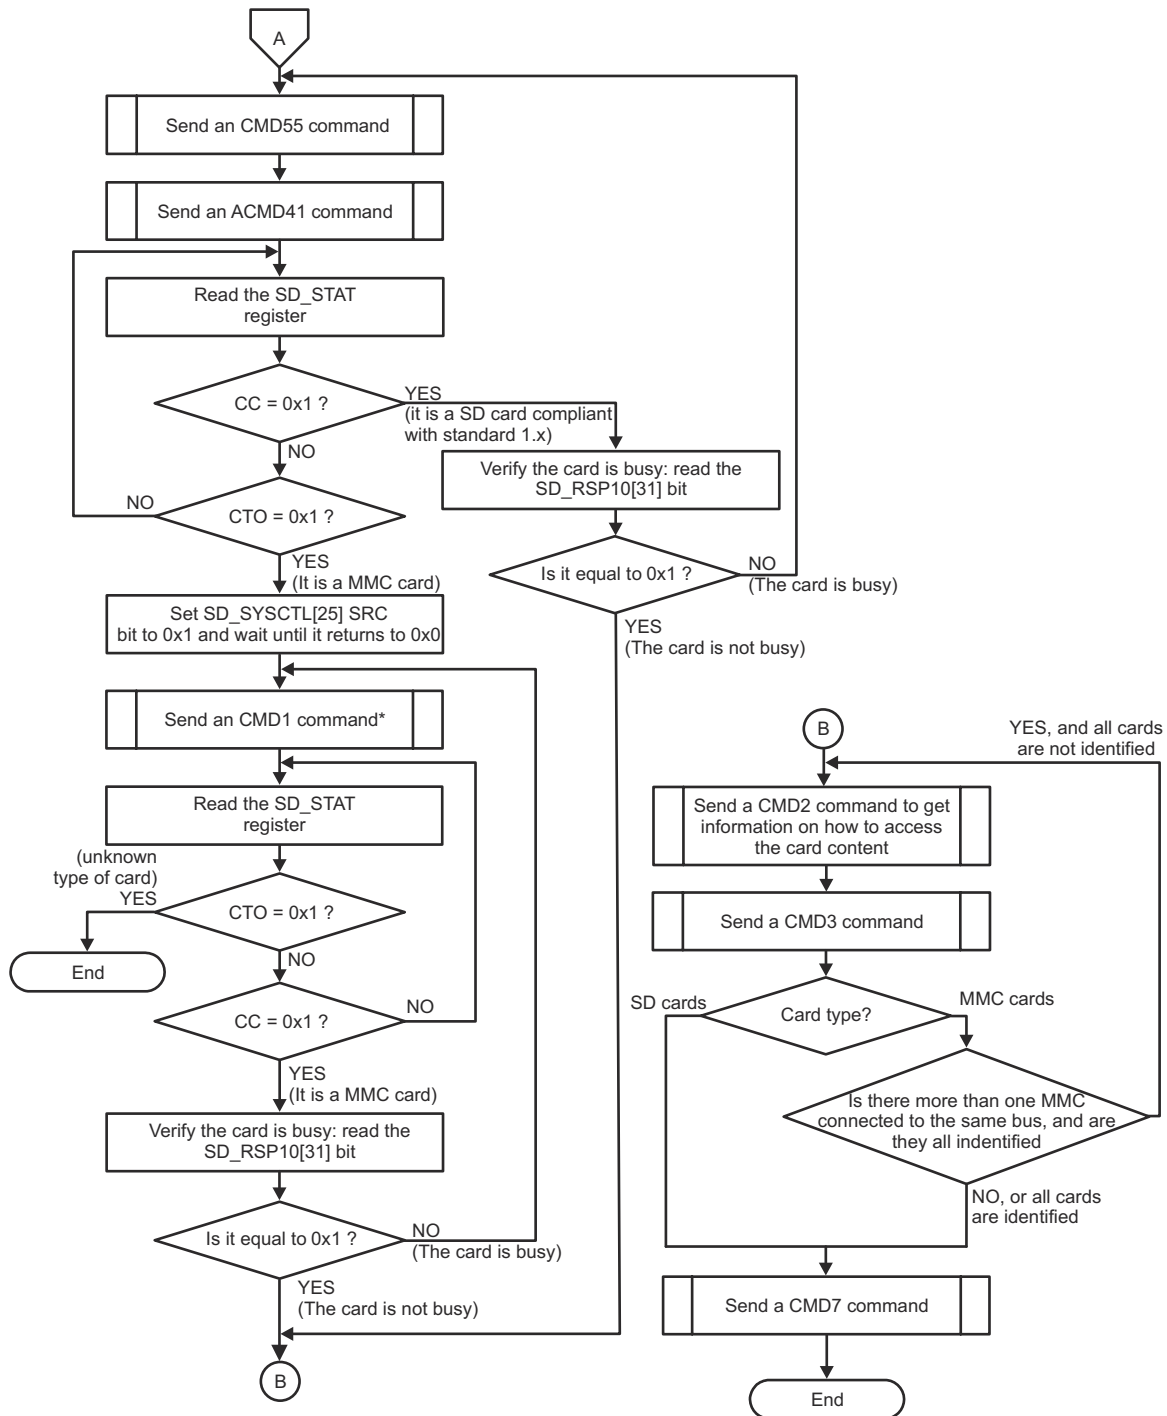 A
Send an CMD55 command
Send an ACMD41 command
Read the SD_STAT
register
CC = 0x1 ?
YES
(it is a SD card compliant
with standard 1.x)
NO
Verify the card is busy: read the
SD_RSP10[31] bit
NO
CTO = 0x1 ?
YES
(It is a MMC card)
Is it equal to 0x1 ?
NO
(The card is busy)
YES
(The card is not busy)
Set SD_SYSCTL[25] SRC
bit to 0x1 and wait until it returns to 0x0
Send an CMD1 command*
Read the SD_STAT
register
(unknown
type of card)
YES
CTO = 0x1 ?
End
NO
CC = 0x1 ?
NO
YES
(It is a MMC card)
Verify the card is busy: read the
SD_RSP10[31] bit
Is it equal to 0x1 ?
NO
(The card is busy)
YES
(The card is not busy)
B
B
YES, and all cards
are not identified
Send a CMD2 command to get
information on how to access
the card content
Send a CMD3 command
SD cards
Card type?
MMC cards
Is there more than one MMC
connected to the same bus, and are
they all indentified
NO, or all cards
are identified
Send a CMD7 command
End